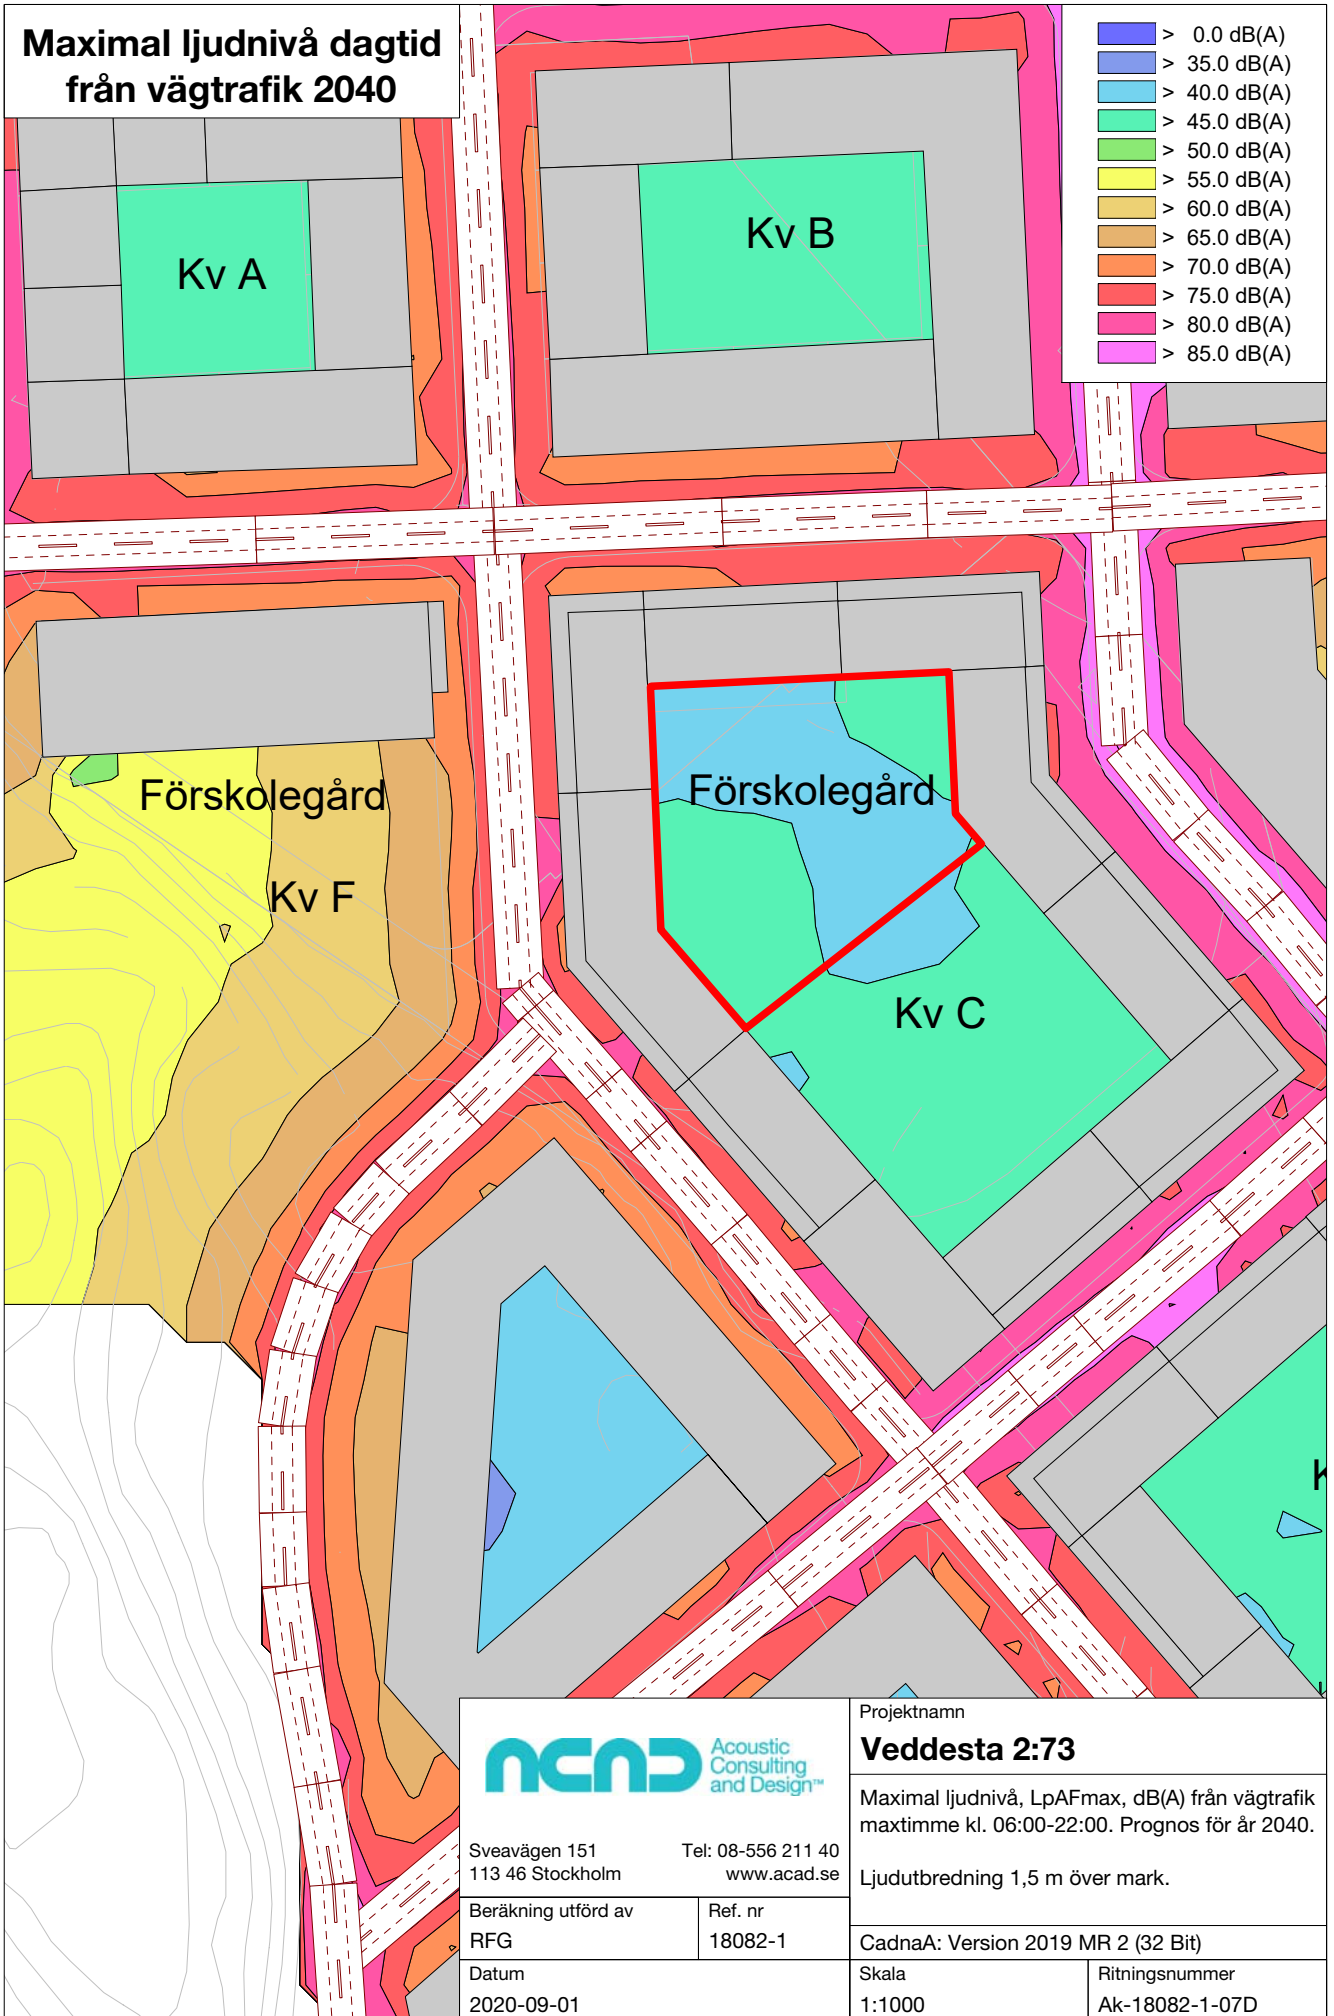 Maximal ljudnivå dagtid
från vägtrafik 2040
> 0.0 dB(A)
> 35.0 dB(A)
> 40.0 dB(A)
> 45.0 dB(A)
> 50.0 dB(A)
> 55.0 dB(A)
> 60.0 dB(A)
> 65.0 dB(A)
> 70.0 dB(A)
> 75.0 dB(A)
> 80.0 dB(A)
> 85.0 dB(A)
Kv A
Kv B
Förskolegård
Kv F
Förskolegård
Kv C
K
ACAD
Acoustic
Consulting
and Design™
Sveavägen 151
113 46 Stockholm
Tel: 08-556 211 40
www.acad.se
Beräkning utförd av
RFG
Ref. nr
18082-1
Datum
2020-09-01
Projektnamn
Veddesta 2:73
Maximal ljudnivå, LpAFmax, dB(A) från vägtrafik
maxtimme kl. 06:00-22:00. Prognos för år 2040.
Ljudutbredning 1,5 m över mark.
CadnaA: Version 2019 MR 2 (32 Bit)
Skala
1:1000
Ritningsnummer
Ak-18082-1-07D